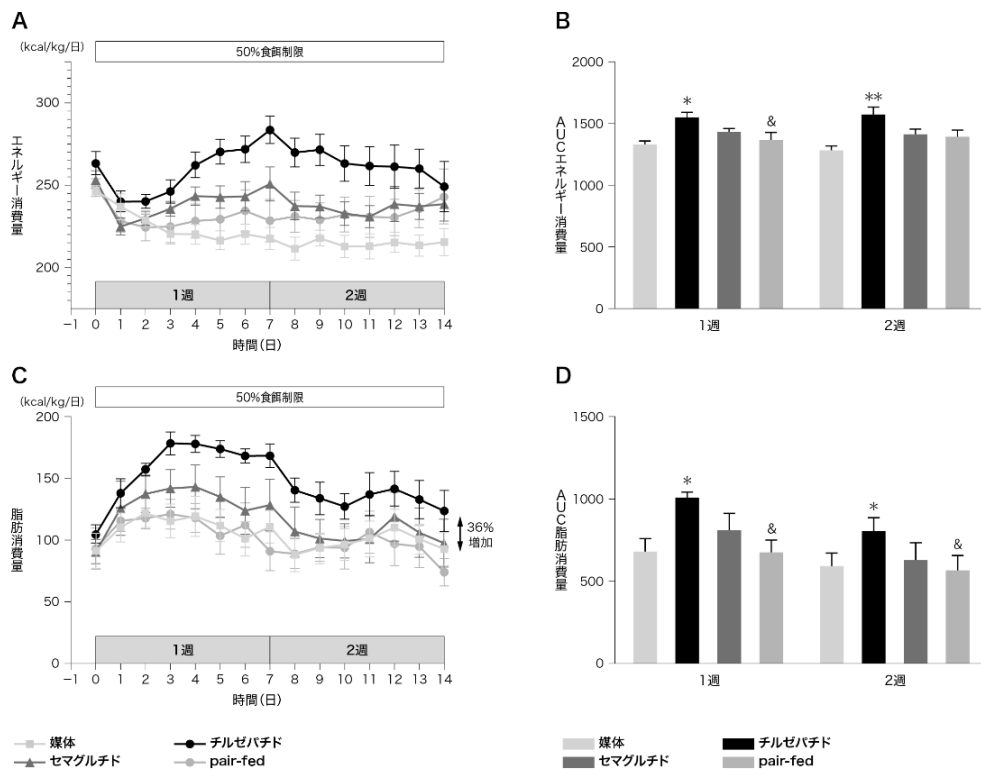 A
(kcal/kg/日)
50%食餌制限
エネルギー消費量
300
250
200
1週
2週
−1 0 1 2 3 4 5 6 7 8 9 10 11 12 13 14
時間(日)
B
AUCエネルギー消費量
2000
1500
1000
500
0
*
&
**
1週
2週
C
(kcal/kg/日)
50%食餌制限
脂肪消費量
200
150
100
50
0
36%
増加
1週
2週
−1 0 1 2 3 4 5 6 7 8 9 10 11 12 13 14
時間(日)
D
AUC脂肪消費量
1500
1000
500
0
*
&
*
&
1週
2週
媒体
チルゼパチド
セマグルチド
pair-fed
媒体
チルゼパチド
セマグルチド
pair-fed